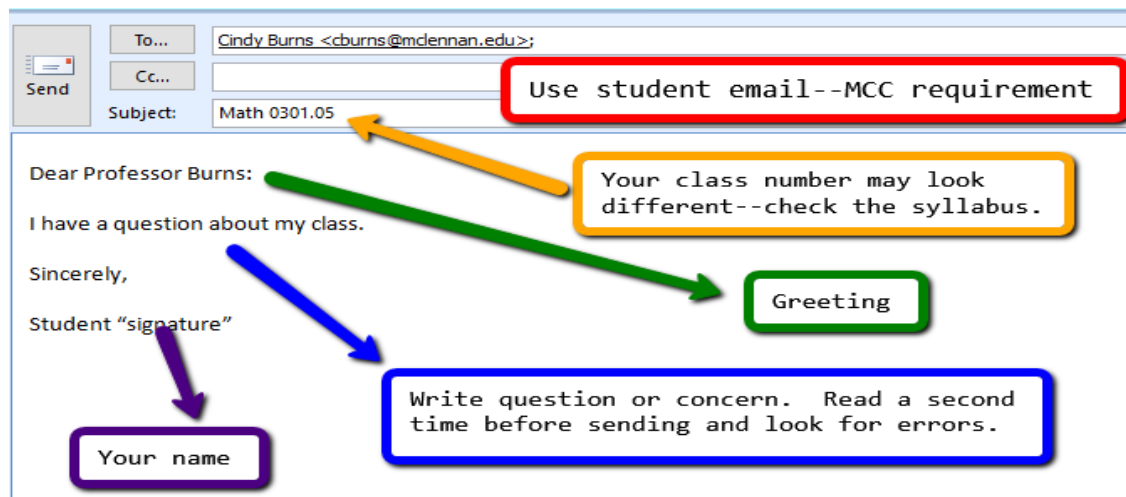 To...
Cindy Burns <cburns@mclennan.edu>;
Send
Cc...
Use student email--MCC requirement
Subject:
Math 0301.05
Dear Professor Burns:
Your class number may look
different--check the syllabus.
I have a question about my class.
Sincerely,
Greeting
Student “signature”
Write question or concern.  Read a second
time before sending and look for errors.
Your name